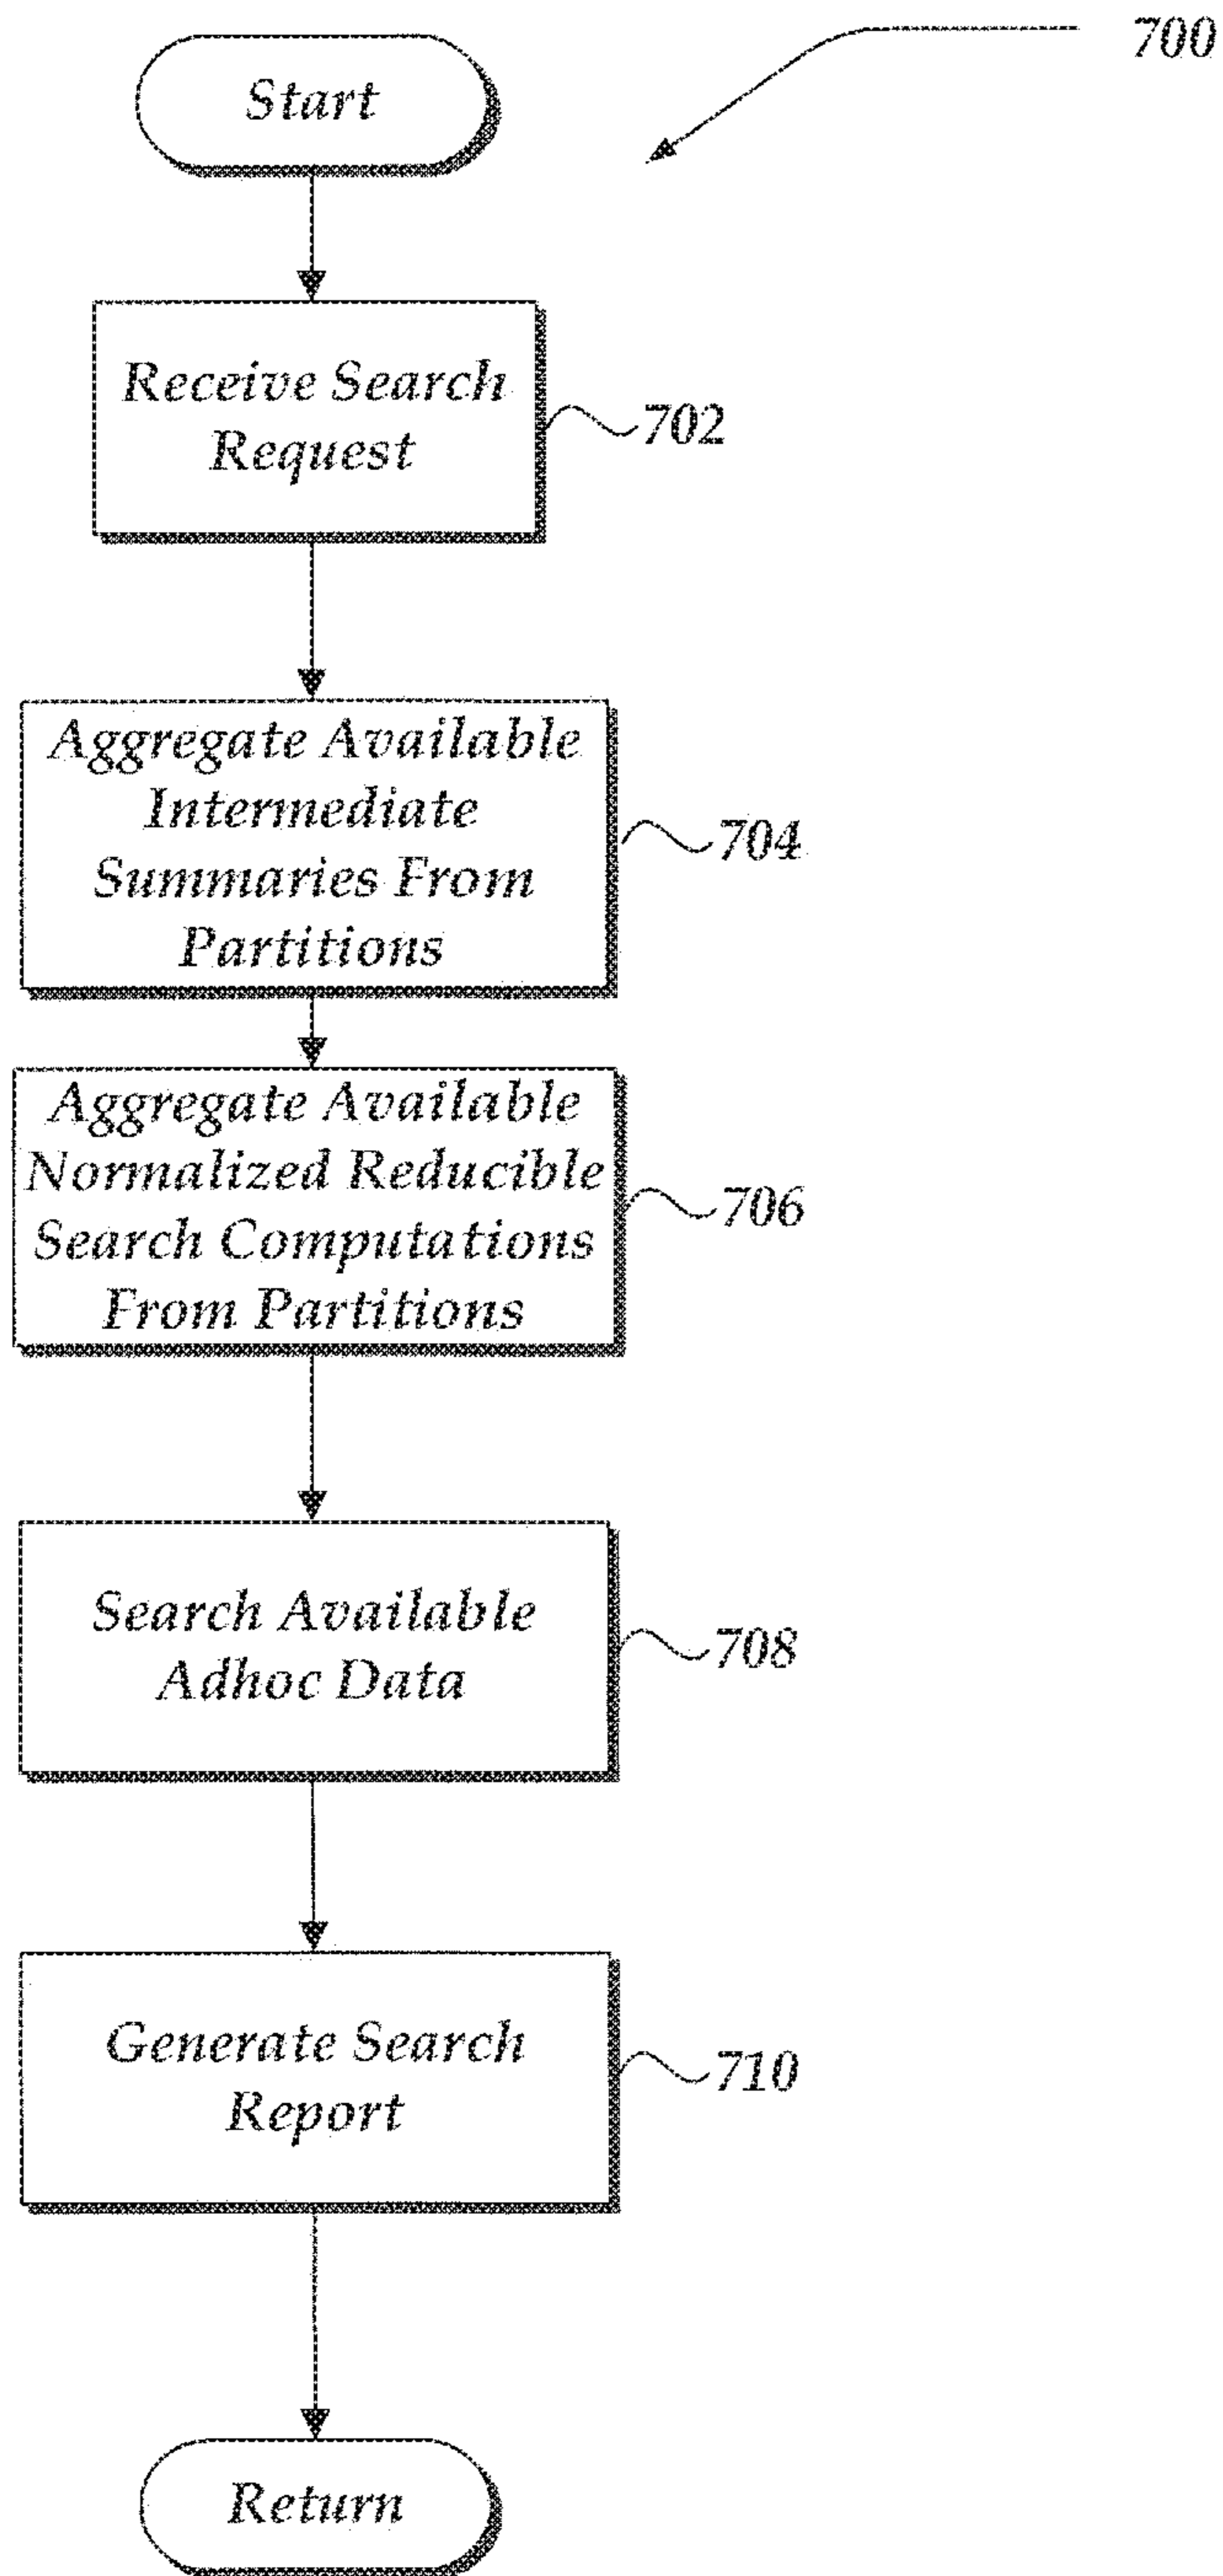 700
Start
Receive Search
Request
702
Aggregate Available
Intermediate
Summaries From
Partitions
704
Aggregate Available
Normalized Reducible
Search Computations
From Partitions
706
Search Available
Adhoc Data
708
Generate Search
Report
710
Return